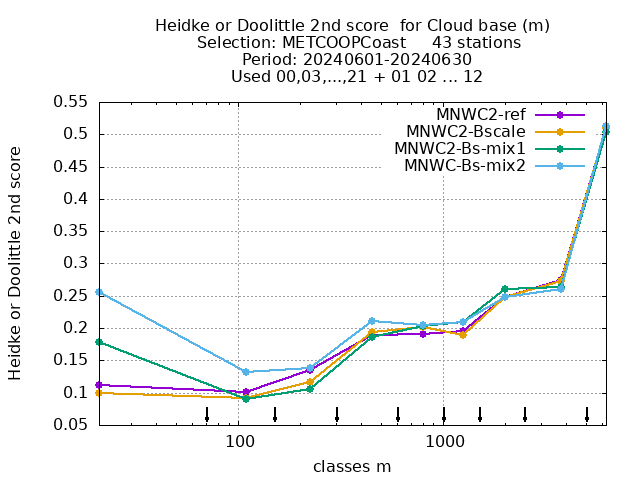 Heidke or Doolittle 2nd score  for Cloud base (m)
Selection: METCOOPCoast     43 stations
Period: 20240601-20240630
Used 00,03,...,21 + 01 02 ... 12
MNWC2-ref
MNWC2-Bscale
MNWC2-Bs-mix1
MNWC-Bs-mix2
Heidke or Doolittle 2nd score
0.55
0.5
0.45
0.4
0.35
0.3
0.25
0.2
0.15
0.1
0.05
100
1000
classes m